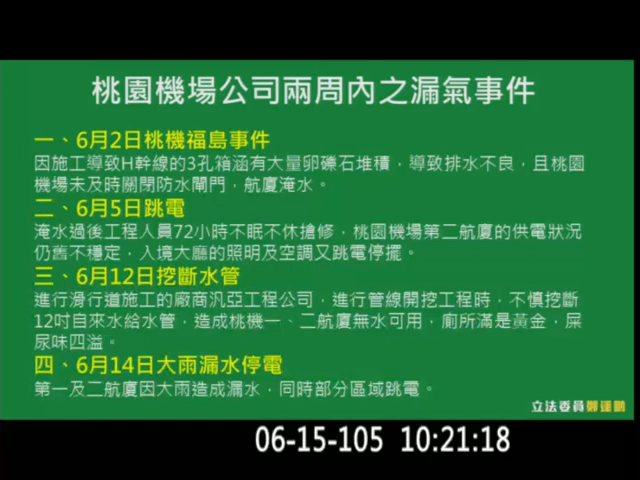 桃園機場公司兩周內之漏氣事件
一、6月2日桃機福島事件
因施工導致H幹線的3孔箱涵有大量卵礫石堆積，導致排水不良，且桃園
機場未及時關閉防水閘門，航廈淹水。
二、6月5日跳電
淹水過後工程人員72小時不眠不休搶修，桃園機場第二航廈的供電狀況
仍舊不穩定，入境大廳的照明及空調又跳電停擺。
三、6月12日挖斷水管
進行滑行道施工的廠商汎亞工程公司，進行管線開挖工程時，不慎挖斷
12吋自來水給水管，造成桃機一、二航廈無水可用，廁所滿是黃金，屎
尿味四溢。
四、6月14日大雨漏水停電
第一及二航廈因大雨造成漏水，同時部分區域跳電。
立法委員鄭運鵬
06-15-105 10:21:18